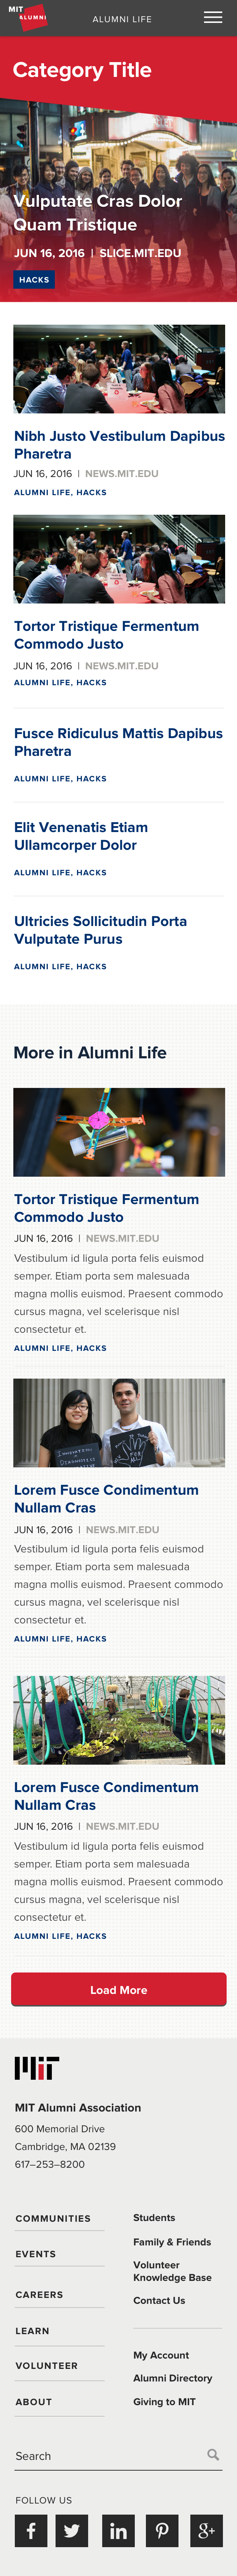 MIT
ALUMNI
ALUMNI LIFE
Category Title
Vulputate Cras Dolor
Quam Tristique
JUN 16, 2016 | SLICE.MIT.EDU
HACKS
Nibh Justo Vestibulum Dapibus
Pharetra
JUN 16, 2016 | NEWS.MIT.EDU
ALUMNI LIFE, HACKS
Tortor Tristique Fermentum
Commodo Justo
JUN 16, 2016 | NEWS.MIT.EDU
ALUMNI LIFE, HACKS
Fusce Ridiculus Mattis Dapibus
Pharetra
ALUMNI LIFE, HACKS
Elit Venenatis Etiam
Ullamcorper Dolor
ALUMNI LIFE, HACKS
Ultricies Sollicitudin Porta
Vulputate Purus
ALUMNI LIFE, HACKS
More in Alumni Life
Tortor Tristique Fermentum
Commodo Justo
JUN 16, 2016 | NEWS.MIT.EDU
Vestibulum id ligula porta felis euismod
semper. Etiam porta sem malesuada
magna mollis euismod. Praesent commodo
cursus magna, vel scelerisque nisl
consectetur et.
ALUMNI LIFE, HACKS
Lorem Fusce Condimentum
Nullam Cras
JUN 16, 2016 | NEWS.MIT.EDU
Vestibulum id ligula porta felis euismod
semper. Etiam porta sem malesuada
magna mollis euismod. Praesent commodo
cursus magna, vel scelerisque nisl
consectetur et.
ALUMNI LIFE, HACKS
Lorem Fusce Condimentum
Nullam Cras
JUN 16, 2016 | NEWS.MIT.EDU
Vestibulum id ligula porta felis euismod
semper. Etiam porta sem malesuada
magna mollis euismod. Praesent commodo
cursus magna, vel scelerisque nisl
consectetur et.
ALUMNI LIFE, HACKS
Load More
MIT
MIT Alumni Association
600 Memorial Drive
Cambridge, MA 02139
617–253–8200
COMMUNITIES
EVENTS
CAREERS
LEARN
VOLUNTEER
ABOUT
Students
Family & Friends
Volunteer
Knowledge Base
Contact Us
My Account
Alumni Directory
Giving to MIT
Search
FOLLOW US